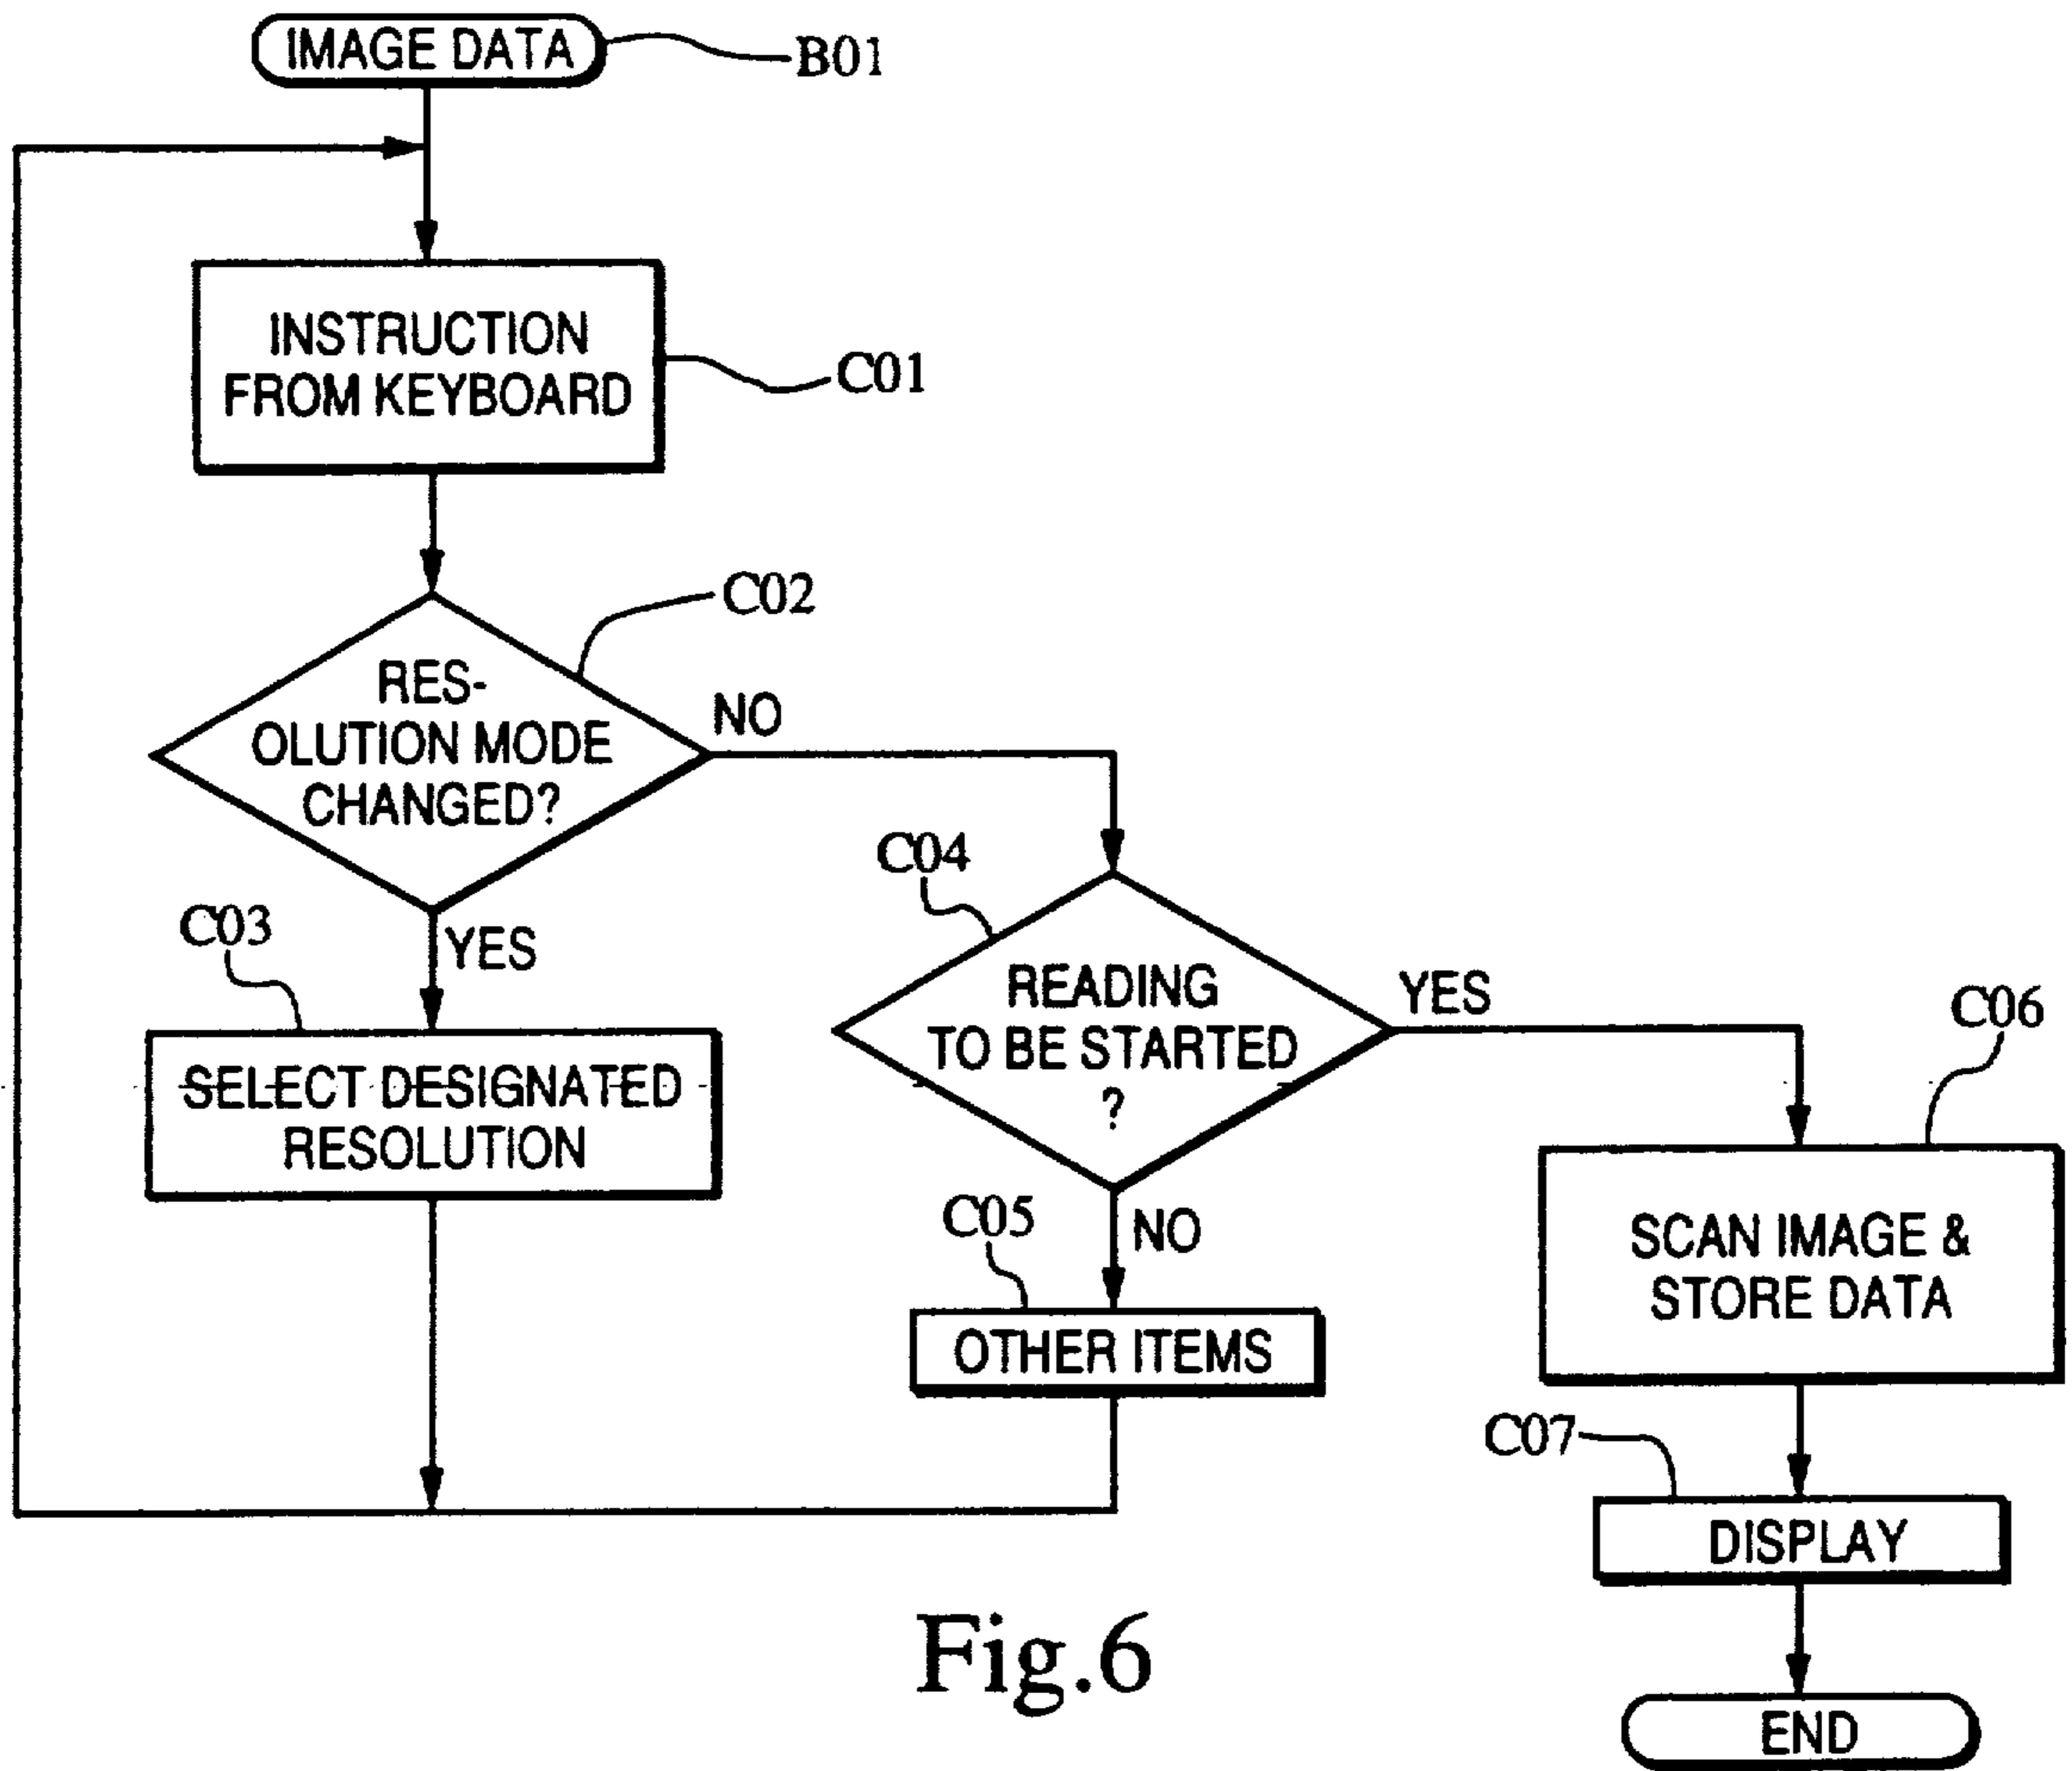 IMAGE DATA
B01
INSTRUCTION
FROM KEYBOARD
C01
C02
RES-
OLUTION MODE
CHANGED?
NO
YES
C03
SELECT DESIGNATED
RESOLUTION
C04
READING
TO BE STARTED
?
YES
NO
C05
OTHER ITEMS
C06
SCAN IMAGE &
STORE DATA
C07
DISPLAY
END
Fig.6